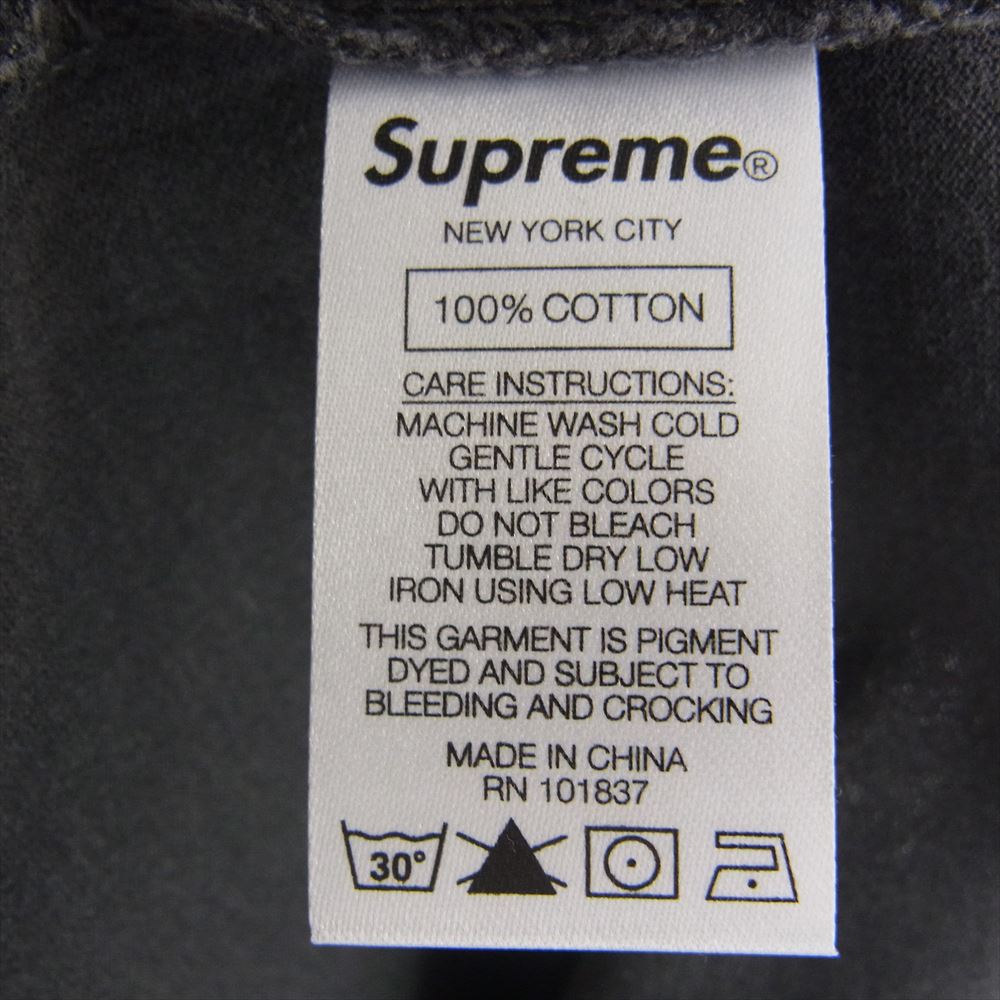 Supreme®
NEW YORK CITY
100% COTTON
CARE INSTRUCTIONS:
MACHINE WASH COLD
GENTLE CYCLE
WITH LIKE COLORS
DO NOT BLEACH
TUMBLE DRY LOW
IRON USING LOW HEAT
THIS GARMENT IS PIGMENT
DYED AND SUBJECT TO
BLEEDING AND CROCKING
MADE IN CHINA
RN 101837
30°